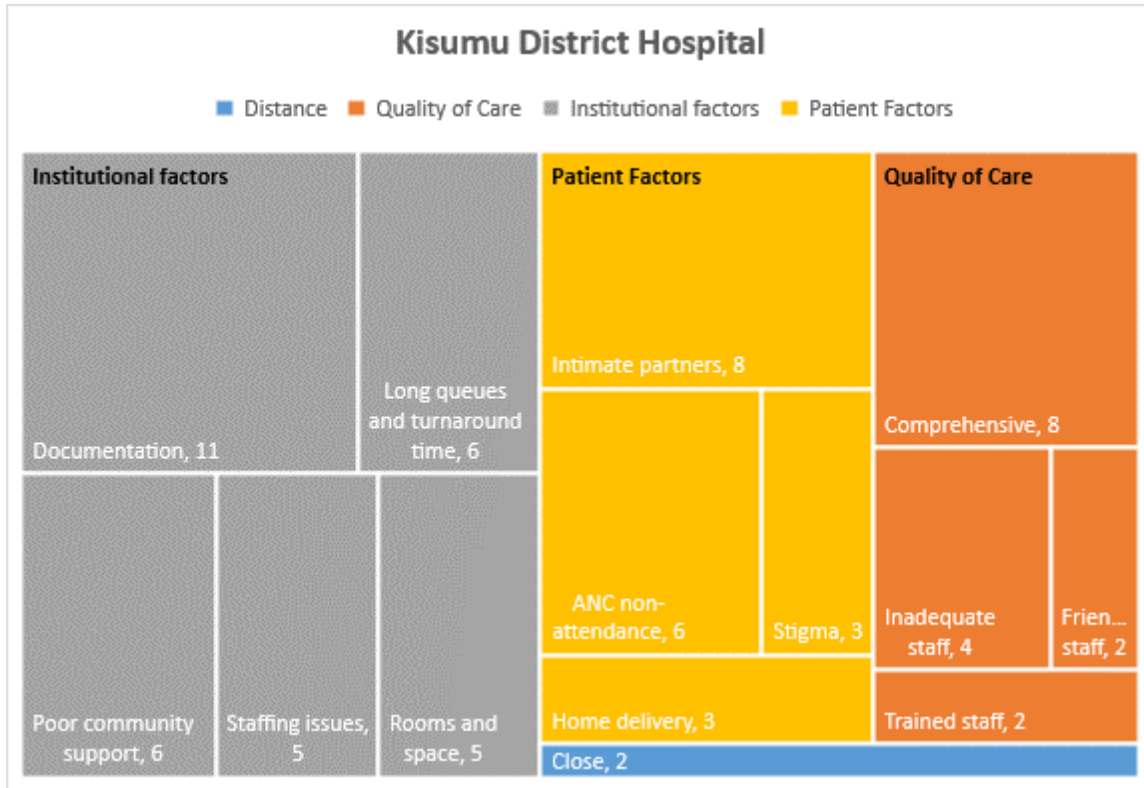 Kisumu District Hospital
Distance Quality of Care Institutional factors Patient Factors
Institutional factors
Documentation, 11
Long queues
and turnaround
time, 6
Poor community
support, 6
Staffing issues,
5
Rooms and
space, 5
Patient Factors
Intimate partners, 8
ANC non-
attendance, 6
Stigma, 3
Home delivery, 3
Quality of Care
Comprehensive, 8
Inadequate
staff, 4
Frien...
staff, 2
Trained staff, 2
Close, 2